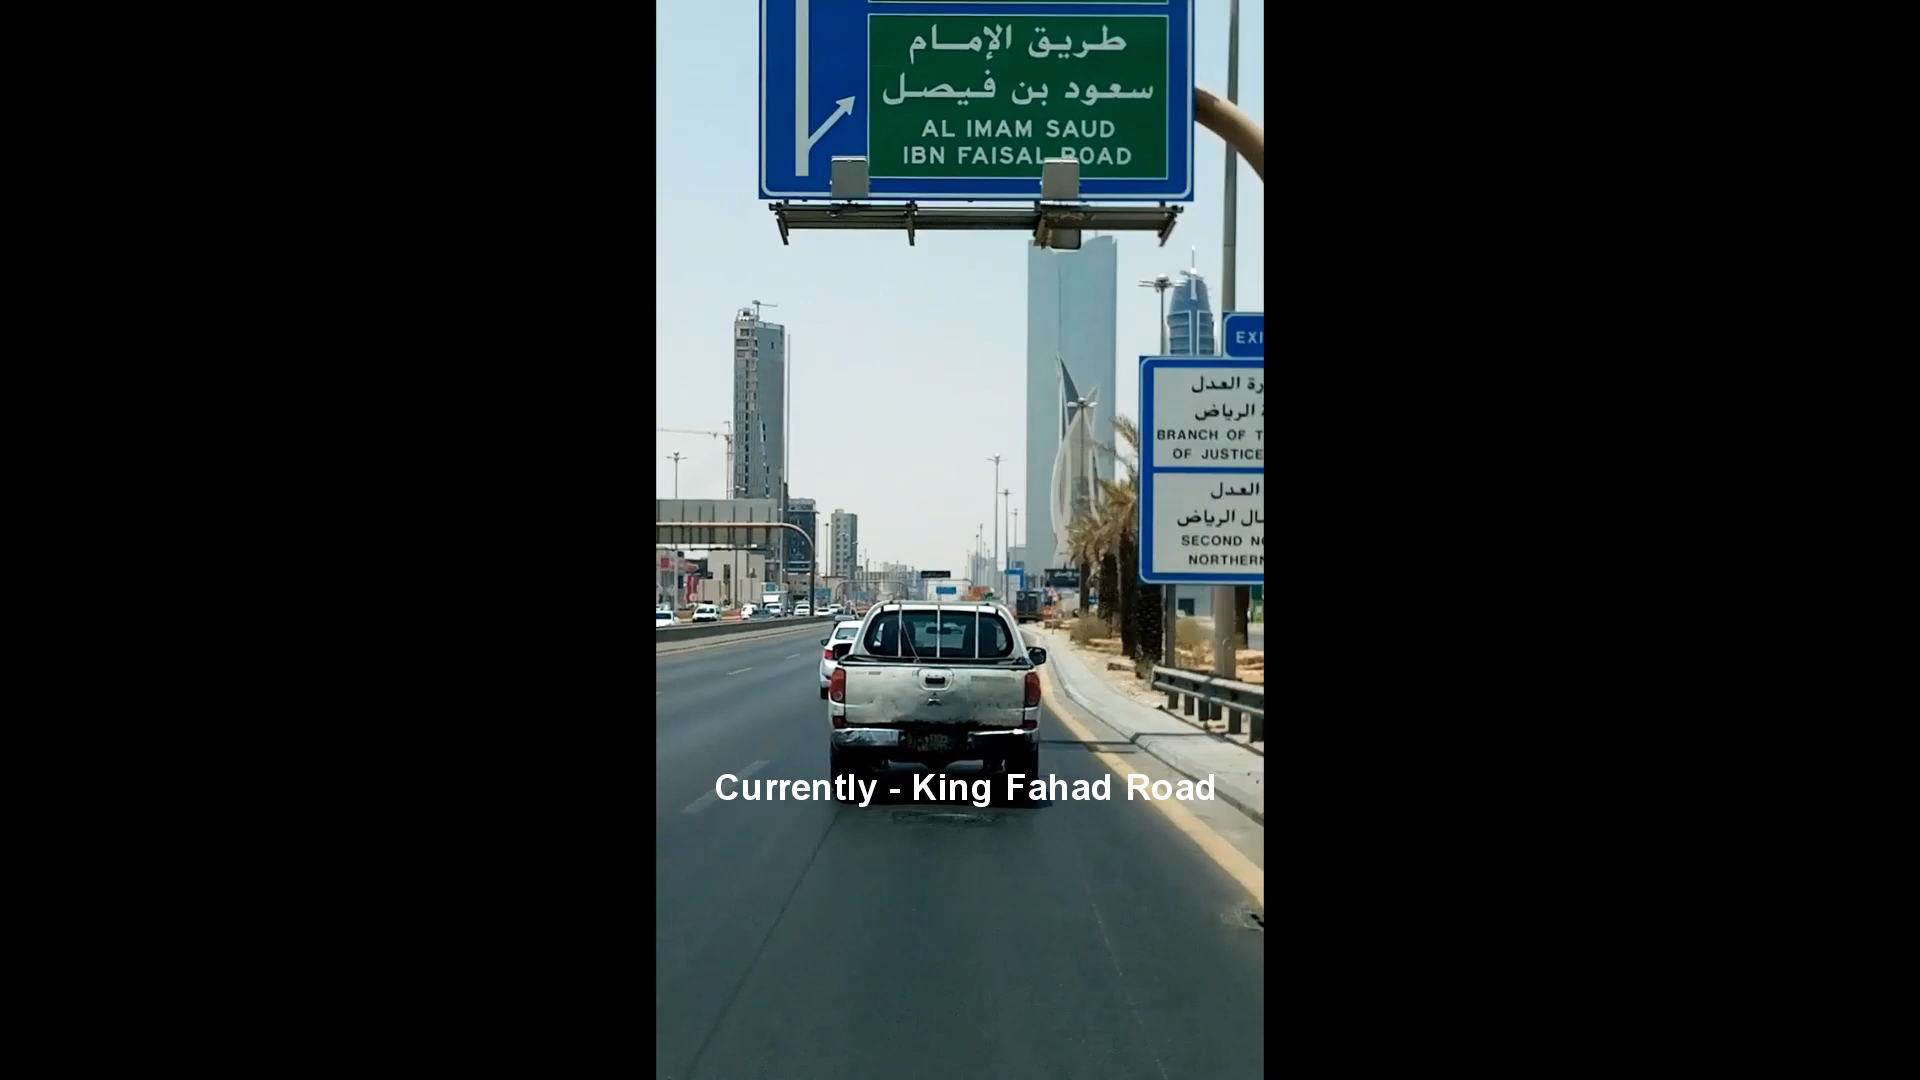 طريق الإمام
سعود بن فيصل
AL IMAM SAUD
IBN FAISAL ROAD
العدل
الرياض
BRANCH OF
OF JUSTICE
العدل
الرياض
SECOND
NORTHERN
Currently - King Fahad Road